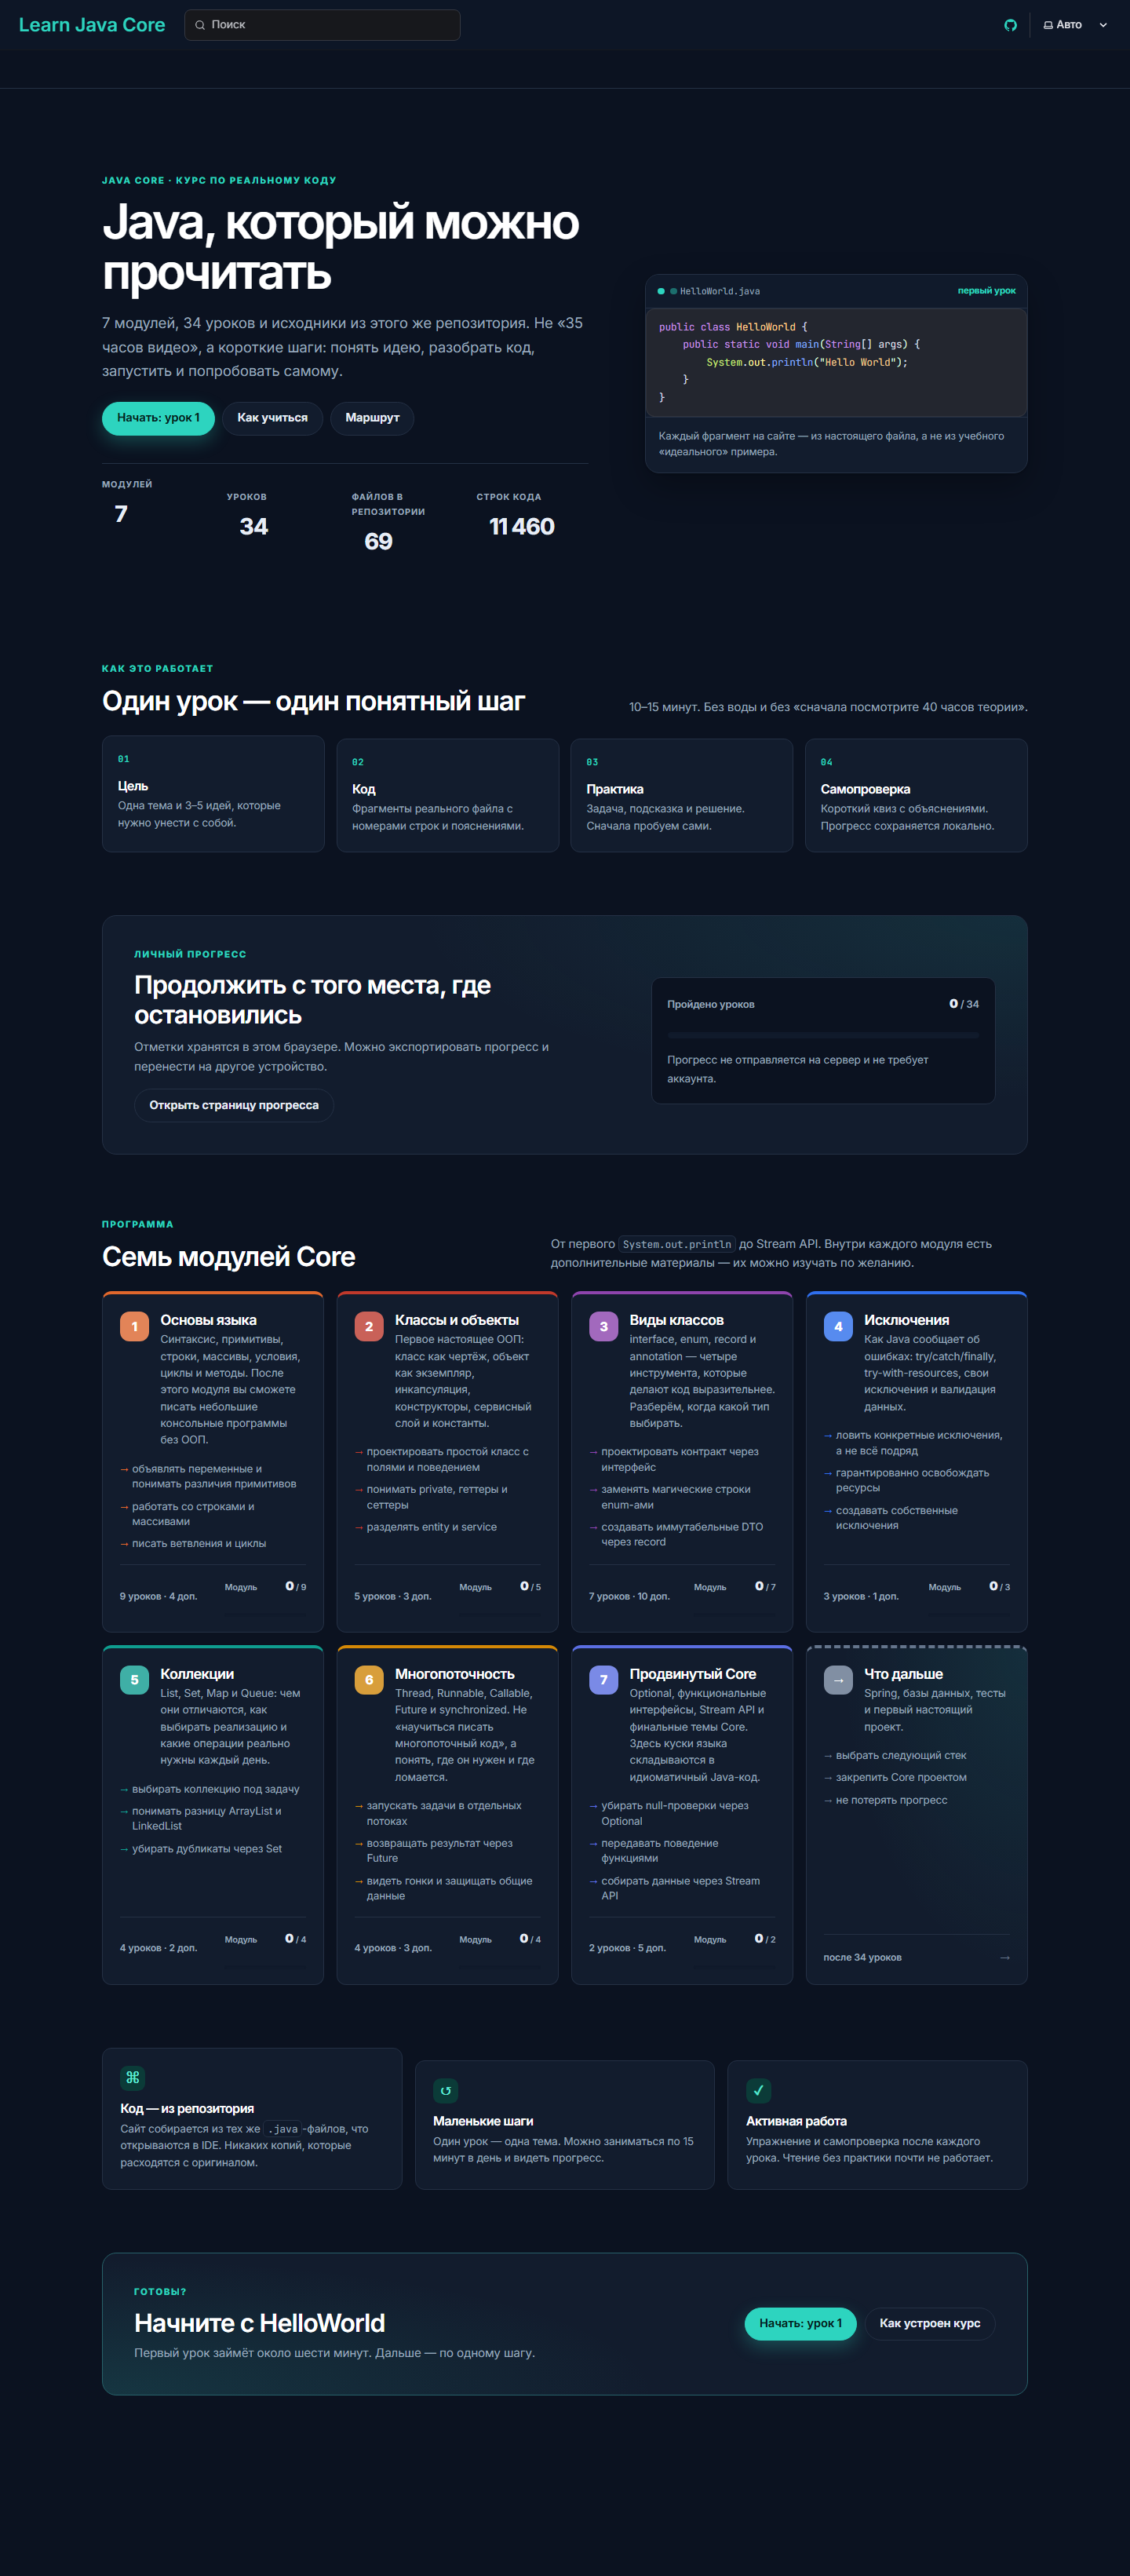 Learn Java Core
Поиск
Авто
JAVA CORE · КУРС ПО РЕАЛЬНОМУ КОДУ
Java, который можно
прочитать
7 модулей, 34 уроков и исходники из этого же репозитория. Не «35
часов видео», а короткие шаги: понять идею, разобрать код,
запустить и попробовать самому.
Начать: урок 1
Как учиться
Маршрут
МОДУЛЕЙ
7
УРОКОВ
34
ФАЙЛОВ В
РЕПОЗИТОРИИ
69
СТРОК КОДА
11 460
HelloWorld.java
первый урок
public class HelloWorld {
    public static void main(String[] args) {
        System.out.println("Hello World");
    }
}
Каждый фрагмент на сайте — из настоящего файла, а не из учебного
«идеального» примера.
КАК ЭТО РАБОТАЕТ
Один урок — один понятный шаг
10–15 минут. Без воды и без «сначала посмотрите 40 часов теории».
01
Цель
Одна тема и 3–5 идей, которые
нужно унести с собой.
02
Код
Фрагменты реального файла с
номерами строк и пояснениями.
03
Практика
Задача, подсказка и решение.
Сначала пробуем сами.
04
Самопроверка
Короткий квиз с объяснениями.
Прогресс сохраняется локально.
ЛИЧНЫЙ ПРОГРЕСС
Продолжить с того места, где
остановились
Отметки хранятся в этом браузере. Можно экспортировать прогресс и
перенести на другое устройство.
Открыть страницу прогресса
Пройдено уроков
0 / 34
Прогресс не отправляется на сервер и не требует
аккаунта.
ПРОГРАММА
Семь модулей Core
От первого System.out.println до Stream API. Внутри каждого модуля есть
дополнительные материалы — их можно изучать по желанию.
1
Основы языка
Синтаксис, примитивы,
строки, массивы, условия,
циклы и методы. После
этого модуля вы сможете
писать небольшие
консольные программы
без ООП.
→ объявлять переменные и
понимать различия примитивов
→ работать со строками и
массивами
→ писать ветвления и циклы
9 уроков · 4 доп.
Модуль
0 / 9
2
Классы и объекты
Первое настоящее ООП:
класс как чертёж, объект
как экземпляр,
инкапсуляция,
конструкторы, сервисный
слой и константы.
→ проектировать простой класс с
полями и поведением
→ понимать private, геттеры и
сеттеры
→ разделять entity и service
5 уроков · 3 доп.
Модуль
0 / 5
3
Виды классов
interface, enum, record и
annotation — четыре
инструмента, которые
делают код выразительнее.
Разберём, когда какой тип
выбирать.
→ проектировать контракт через
интерфейс
→ заменять магические строки
enum-ами
→ создавать иммутабельные DTO
через record
7 уроков · 10 доп.
Модуль
0 / 7
4
Исключения
Как Java сообщает об
ошибках: try/catch/finally,
try-with-resources, свои
исключения и валидация
данных.
→ ловить конкретные исключения,
а не всё подряд
→ гарантированно освобождать
ресурсы
→ создавать собственные
исключения
3 уроков · 1 доп.
Модуль
0 / 3
5
Коллекции
List, Set, Map и Queue: чем
они отличаются, как
выбирать реализацию и
какие операции реально
нужны каждый день.
→ выбирать коллекцию под задачу
→ понимать разницу ArrayList и
LinkedList
→ убирать дубликаты через Set
4 уроков · 2 доп.
Модуль
0 / 4
6
Многопоточность
Thread, Runnable, Callable,
Future и synchronized. Не
«научиться писать
многопоточный код», а
понять, где он нужен и где
ломается.
→ запускать задачи в отдельных
потоках
→ возвращать результат через
Future
→ видеть гонки и защищать общие
данные
4 уроков · 3 доп.
Модуль
0 / 4
7
Продвинутый Core
Optional, функциональные
интерфейсы, Stream API и
финальные темы Core.
Здесь куски языка
складываются в
идиоматичный Java-код.
→ убирать null-проверки через
Optional
→ передавать поведение
функциями
→ собирать данные через Stream
API
2 уроков · 5 доп.
Модуль
0 / 2
→
Что дальше
Spring, базы данных, тесты
и первый настоящий
проект.
→ выбрать следующий стек
→ закрепить Core проектом
→ не потерять прогресс
после 34 уроков
→
⌘
Код — из репозитория
Сайт собирается из тех же .java-файлов, что
открываются в IDE. Никаких копий, которые
расходятся с оригиналом.
↺
Маленькие шаги
Один урок — одна тема. Можно заниматься по 15
минут в день и видеть прогресс.
✓
Активная работа
Упражнение и самопроверка после каждого
урока. Чтение без практики почти не работает.
ГОТОВЫ?
Начните с HelloWorld
Первый урок займёт около шести минут. Дальше — по одному шагу.
Начать: урок 1
Как устроен курс